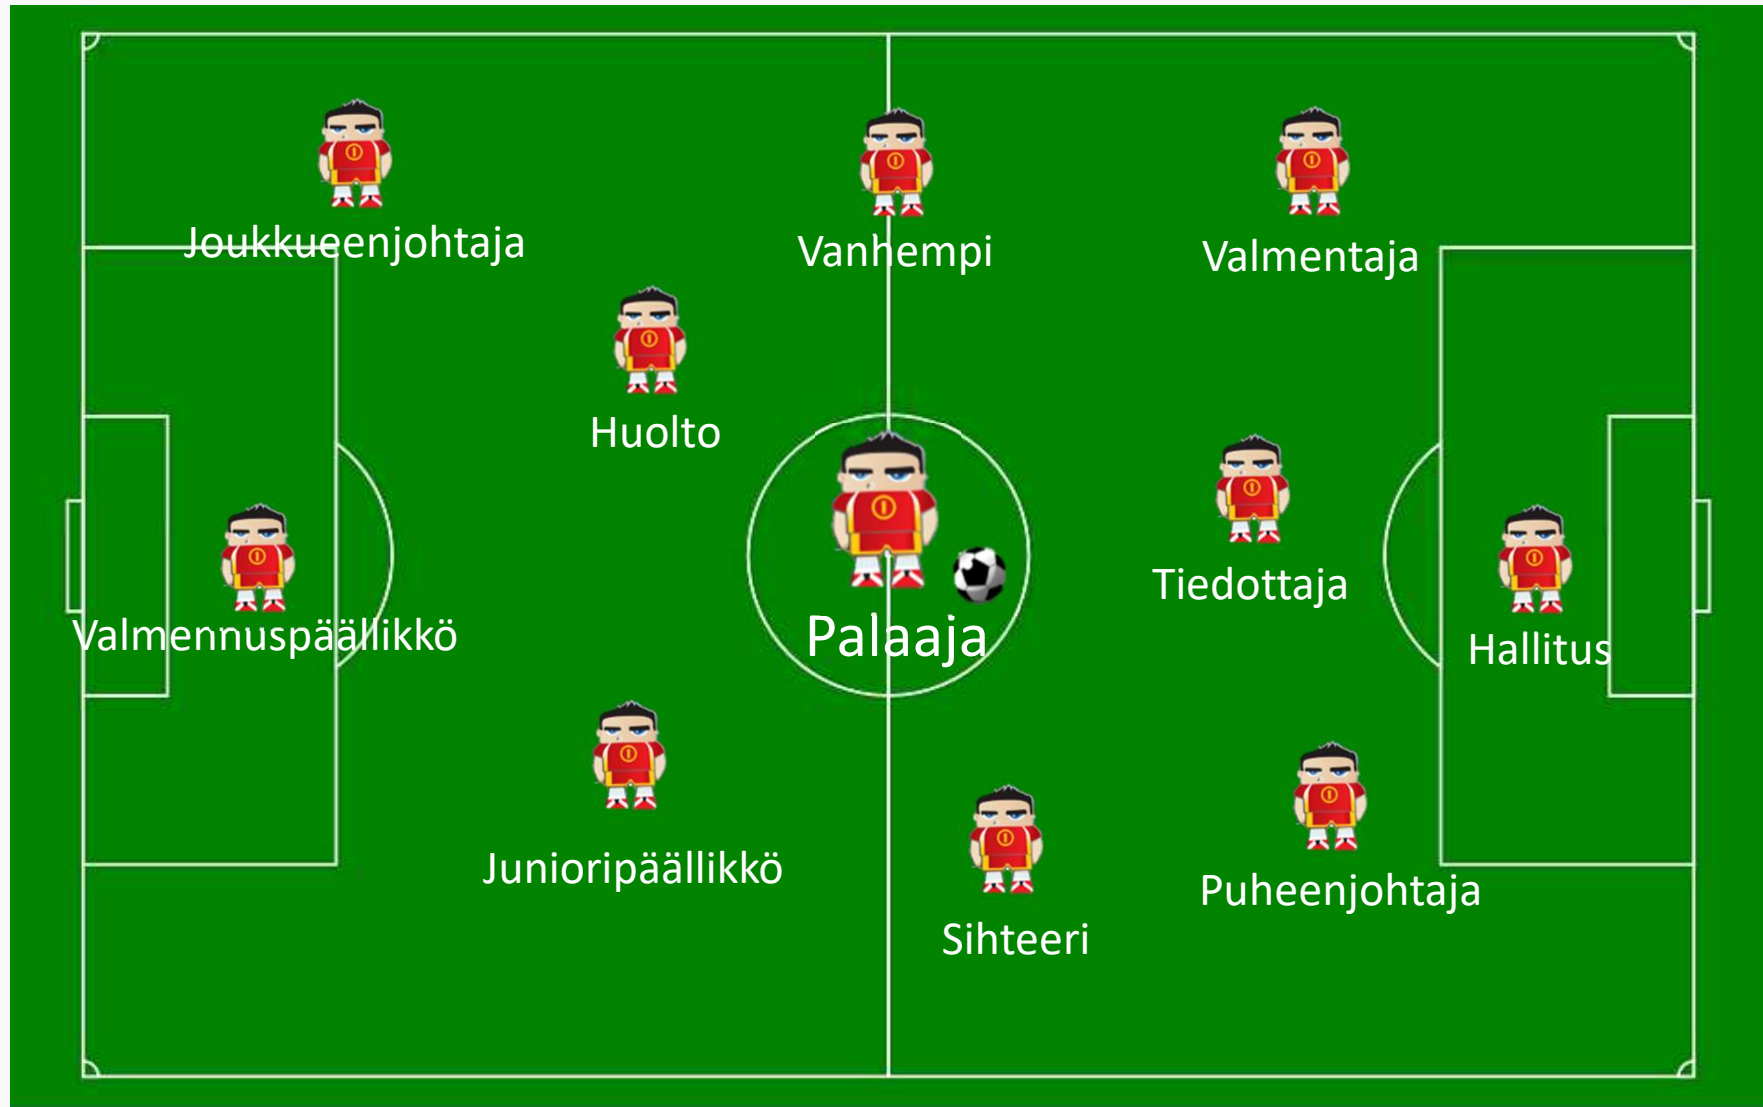 Joukkueenjohtaja
Vanhempi
Valmentaja
Huolto
Valmennuspäällikkö
Palaaja
Tiedottaja
Hallitus
Junioripäällikkö
Sihteeri
Puheenjohtaja